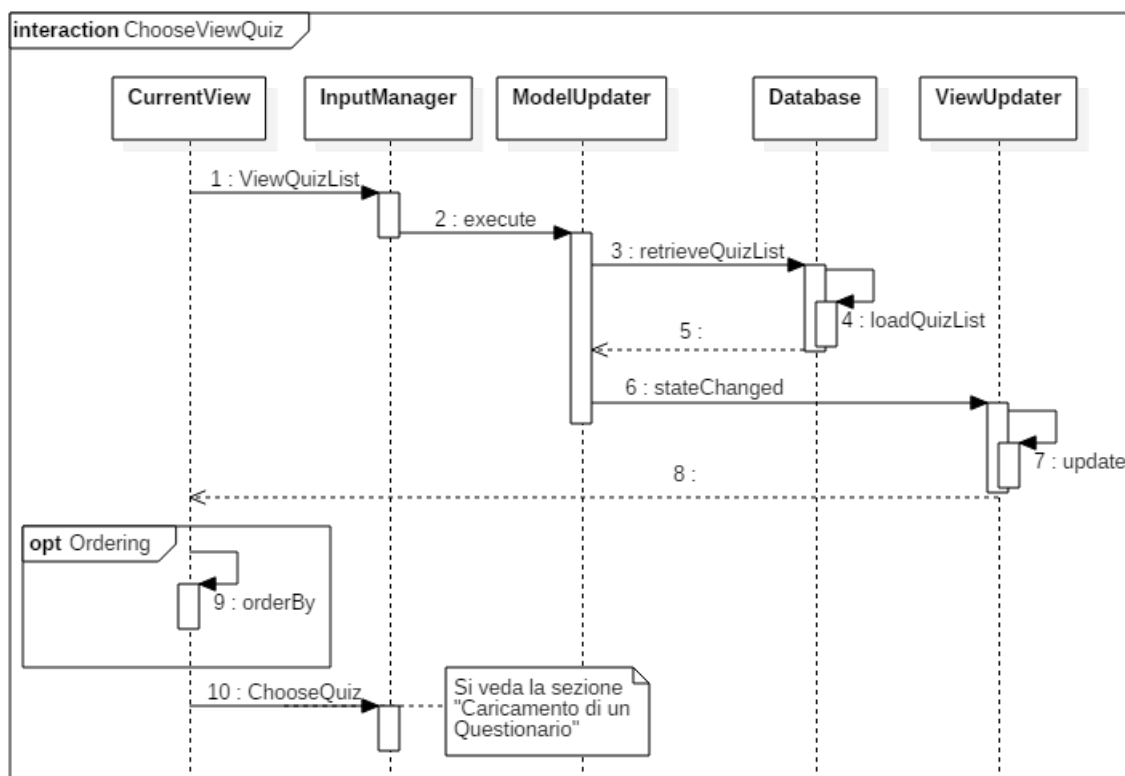 interaction ChooseViewQuiz
CurrentView
InputManager
ModelUpdater
Database
ViewUpdater
1 : ViewQuizList
2 : execute
3 : retrieveQuizList
4 : loadQuizList
5 :
6 : stateChanged
7 : update
8 :
opt Ordering
9 : orderBy
10 : ChooseQuiz
Si veda la sezione
"Caricamento di un
Questionario"